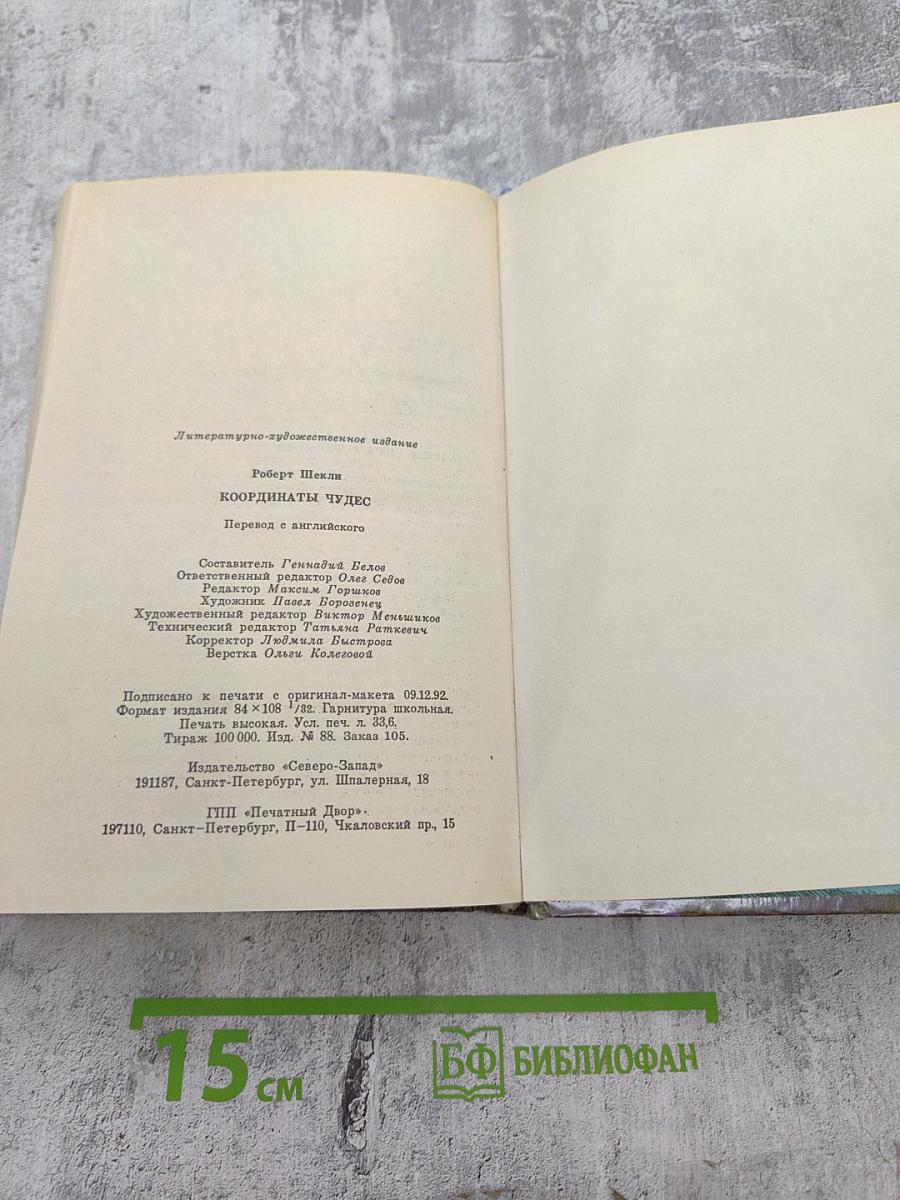 Литературно-художественное издание
Роберт Шекли
КООРДИНАТЫ ЧУДЕС
Перевод с английского
Составитель Геннадий Белов
Ответственный редактор Олег Седов
Редактор Максим Горшков
Художник Павел Борозенец
Художественный редактор Виктор Меньшиков
Технический редактор Татьяна Раткевич
Корректор Людмила Быстрова
Верстка Ольги Колеговой
Подписано к печати с оригинал-макета 09.12.92.
Формат издания 84×108 1/32. Гарнитура школьная.
Печать высокая. Усл. печ. л. 33,6.
Тираж 100 000. Изд. № 88. Заказ 105.
Издательство «Северо-Запад»
191187, Санкт-Петербург, ул. Шпалерная, 18
ГПП «Печатный Двор».
197110, Санкт-Петербург, П-110, Чкаловский пр., 15
15 см
БФ БИБЛИОФАН